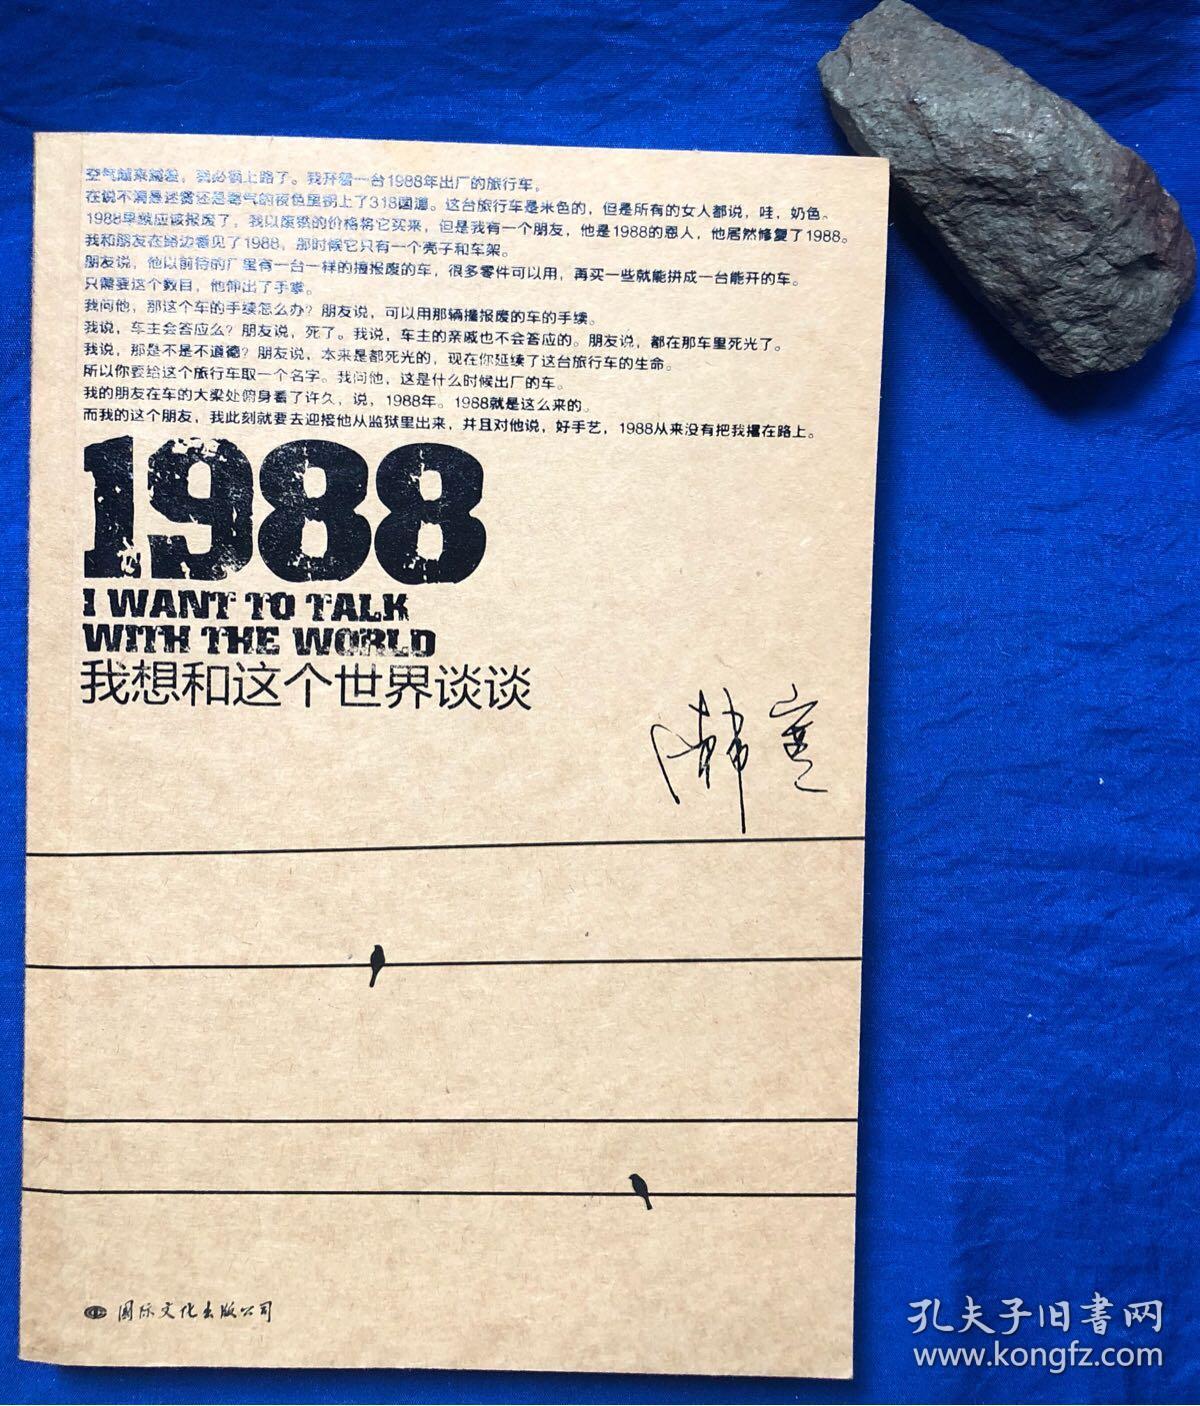 空气越来越差，我必须上路了。我开着一台1988年出厂的旅行车。
在说不清是迷雾还是霾气的夜色里拐上了318国道。这台旅行车是米色的，但是所有的女人都说，哇，奶色。
1988早就应该报废了，我以废铁的价格将它买来，但是我有一个朋友，他是1988的恩人，他居然修复了1988。
我和朋友在路边看见了1988，那时候它只有一个壳子和车架。
朋友说，他以前待的厂里有一台一样的撞报废的车，很多零件可以用，再买一些就能拼成一台能开的车。
只需要这个数目，他伸出了手掌。
我问他，那这个车的手续怎么办？朋友说，可以用那辆撞报废的车的手续。
我说，车主会答应么？朋友说，死了。我说，车主的亲戚也不会答应的。朋友说，都在那车里死光了。
我说，那是不是不道德？朋友说，本来是都死光的，现在你延续了这台旅行车的生命。
所以你要给这个旅行车取一个名字。我问他，这是什么时候出厂的车。
我的朋友在车的大梁处俯身看了许久，说，1988年。1988就是这么来的。
而我的这个朋友，我此刻就要去迎接他从监狱里出来，并且对他说，好手艺，1988从来没有把我撂在路上。
1988
I WANT TO TALK
WITH THE WORLD
我想和这个世界谈谈
韩寒
国际文化出版公司
孔夫子旧书网
www.kongfz.com